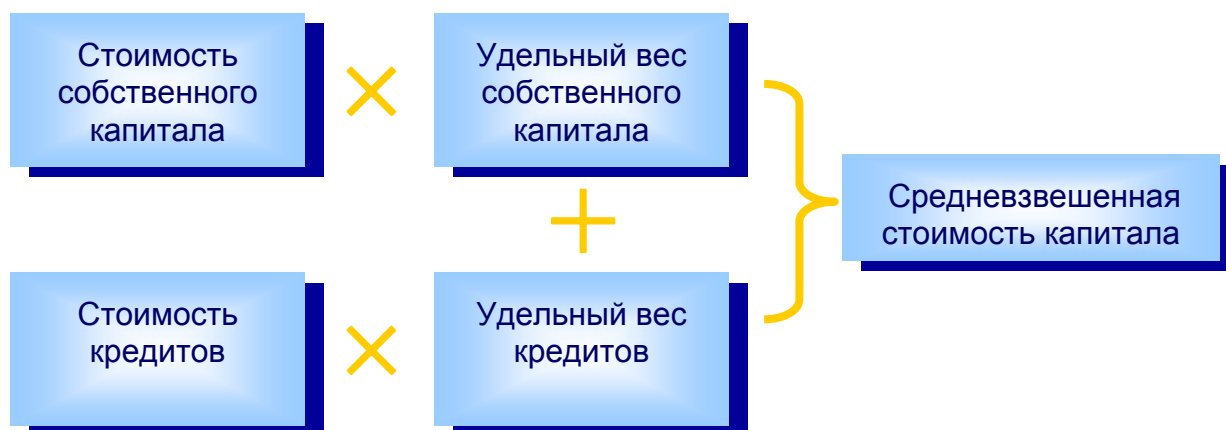 Стоимость
собственного
капитала
×
Удельный вес
собственного
капитала
+
Средневзвешенная
стоимость капитала
Стоимость
кредитов
×
Удельный вес
кредитов